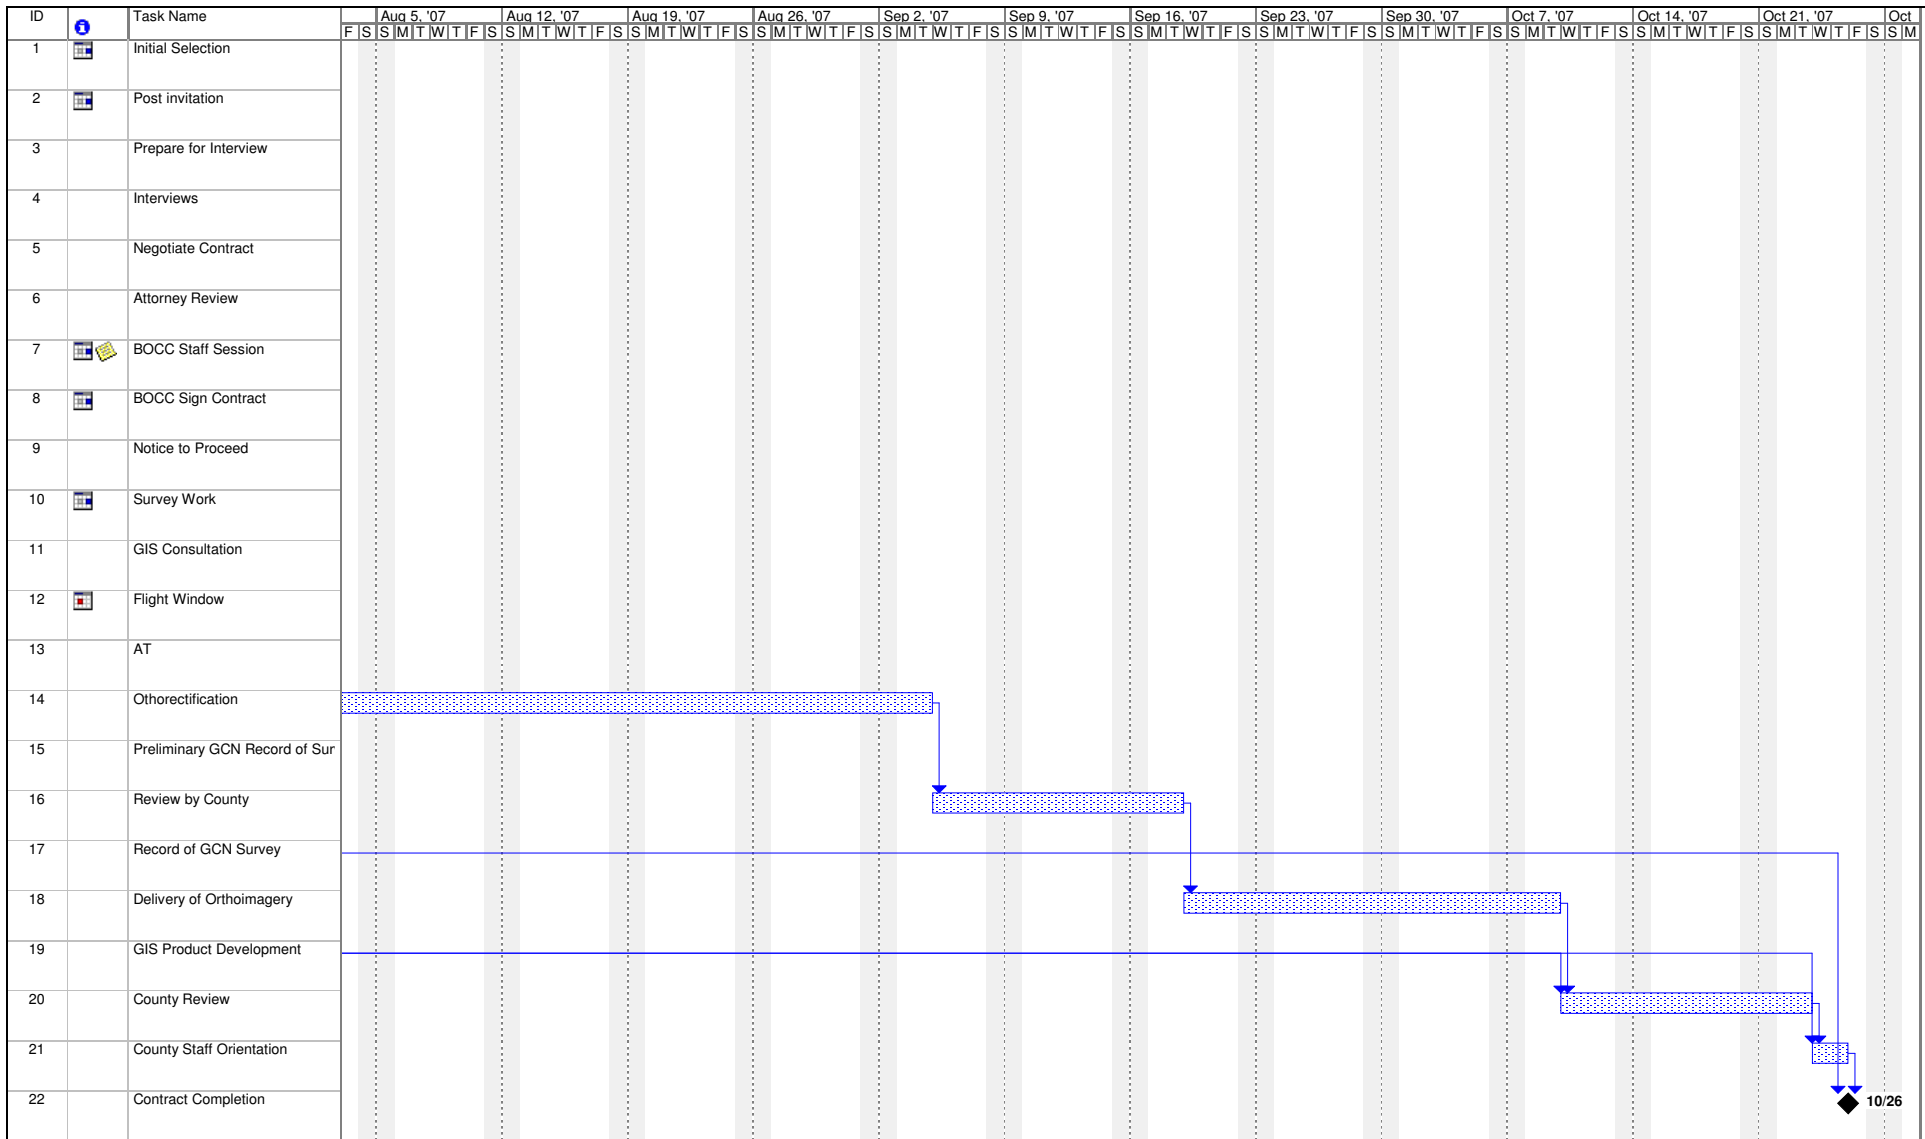 ID Task Name Aug 5, '07 Aug 12, '07 Aug 19, '07 Aug 26, '07 Sep 2, '07 Sep 9, '07 Sep 16, '07 Sep 23, '07 Sep 30, '07 Oct 7, '07 Oct 14, '07 Oct 21, '07 Oct
F S S M T W T F S S M T W T F S S M T W T F S S M T W T F S S M T W T F S S M T W T F S S M T W T F S S M T W T F S S M T W T F S S M T W T F S S M T W T F S S M T W T F S S M
1 Initial Selection
2 Post invitation
3 Prepare for Interview
4 Interviews
5 Negotiate Contract
6 Attorney Review
7 BOCC Staff Session
8 BOCC Sign Contract
9 Notice to Proceed
10 Survey Work
11 GIS Consultation
12 Flight Window
13 AT
14 Othorectification
15 Preliminary GCN Record of Sur
16 Review by County
17 Record of GCN Survey
18 Delivery of Orthoimagery
19 GIS Product Development
20 County Review
21 County Staff Orientation
22 Contract Completion 10/26